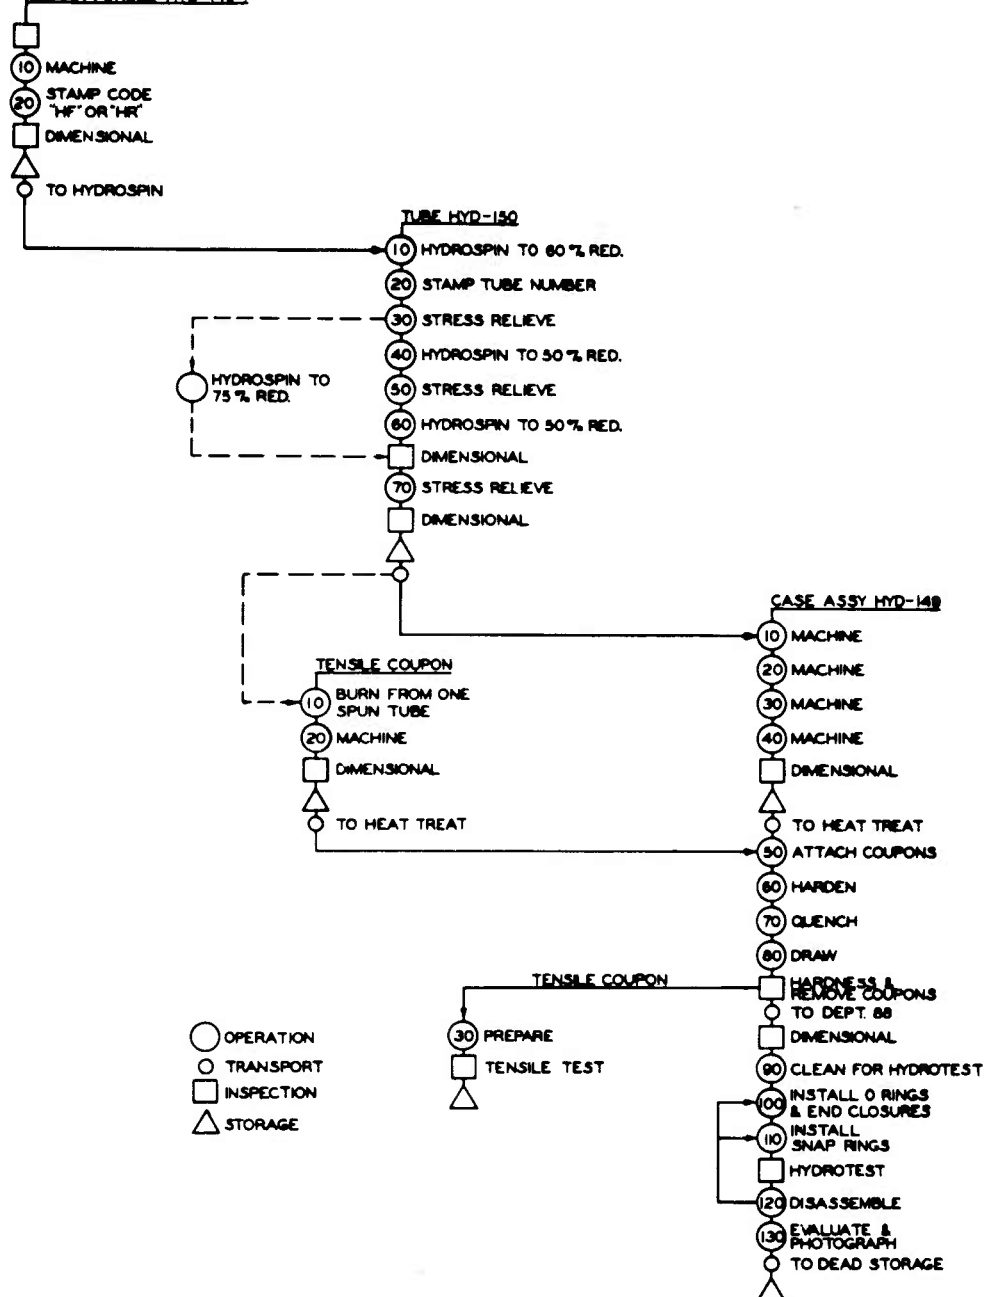 10 MACHINE
20 STAMP CODE
"HF" OR "HR"
DIMENSIONAL
TO HYDROSPIN
TUBE HYD-150
10 HYDROSPIN TO 60 % RED.
20 STAMP TUBE NUMBER
30 STRESS RELIEVE
40 HYDROSPIN TO 50 % RED.
50 STRESS RELIEVE
60 HYDROSPIN TO 50 % RED.
DIMENSIONAL
70 STRESS RELIEVE
DIMENSIONAL
HYDROSPIN TO
75 % RED.
TENSILE COUPON
10 BURN FROM ONE
SPUN TUBE
20 MACHINE
DIMENSIONAL
TO HEAT TREAT
CASE ASSY HYD-149
10 MACHINE
20 MACHINE
30 MACHINE
40 MACHINE
DIMENSIONAL
TO HEAT TREAT
50 ATTACH COUPONS
60 HARDEN
70 QUENCH
80 DRAW
HARDNESS &
REMOVE COUPONS
TO DEPT. 88
DIMENSIONAL
90 CLEAN FOR HYDROTEST
100 INSTALL O RINGS
& END CLOSURES
110 INSTALL
SNAP RINGS
HYDROTEST
120 DISASSEMBLE
130 EVALUATE &
PHOTOGRAPH
TO DEAD STORAGE
TENSILE COUPON
30 PREPARE
TENSILE TEST
OPERATION
TRANSPORT
INSPECTION
STORAGE